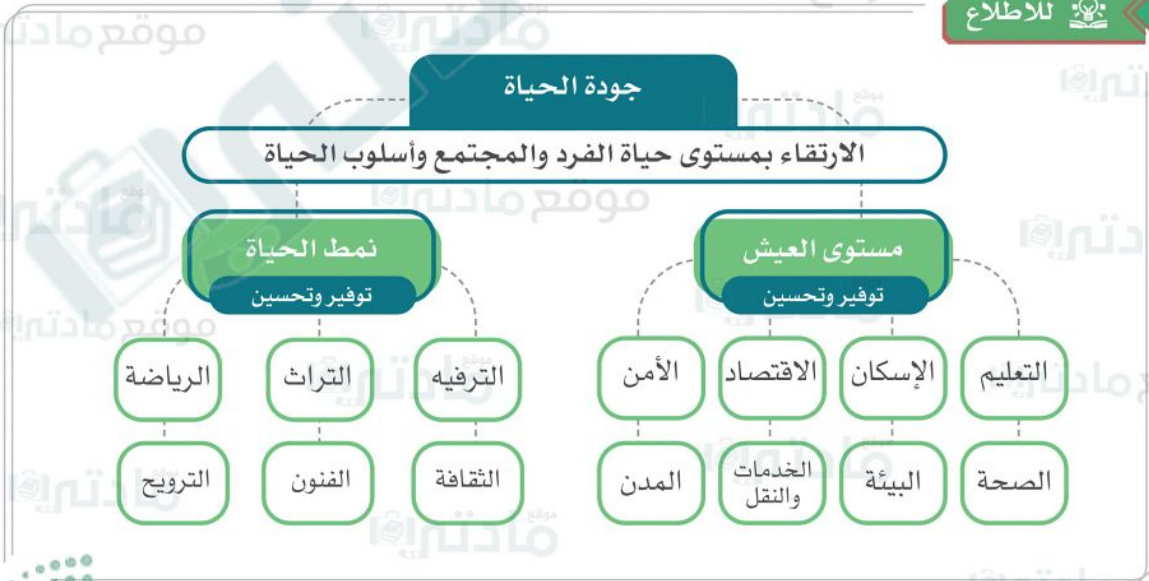 للاطلاع
جودة الحياة
الارتقاء بمستوى حياة الفرد والمجتمع وأسلوب الحياة
مستوى العيش
توفير وتحسين
التعليم
الإسكان
الاقتصاد
الأمن
الصحة
البيئة
الخدمات
والنقل
المدن
نمط الحياة
توفير وتحسين
الترفيه
التراث
الرياضة
الثقافة
الفنون
الترويح
موقع مادتي